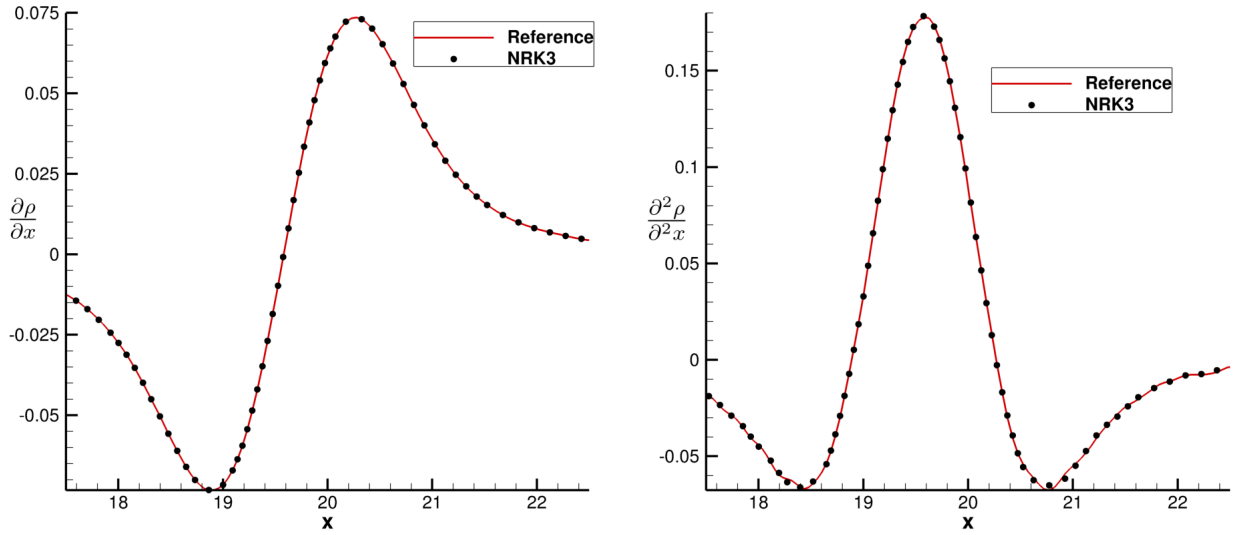 0.075
0.05
0.025
0
-0.025
-0.05
∂ρ
∂x
18 19 20 21 22
x
Reference
NRK3
0.15
0.1
0.05
0
-0.05
∂²ρ
∂²x
18 19 20 21 22
x
Reference
NRK3